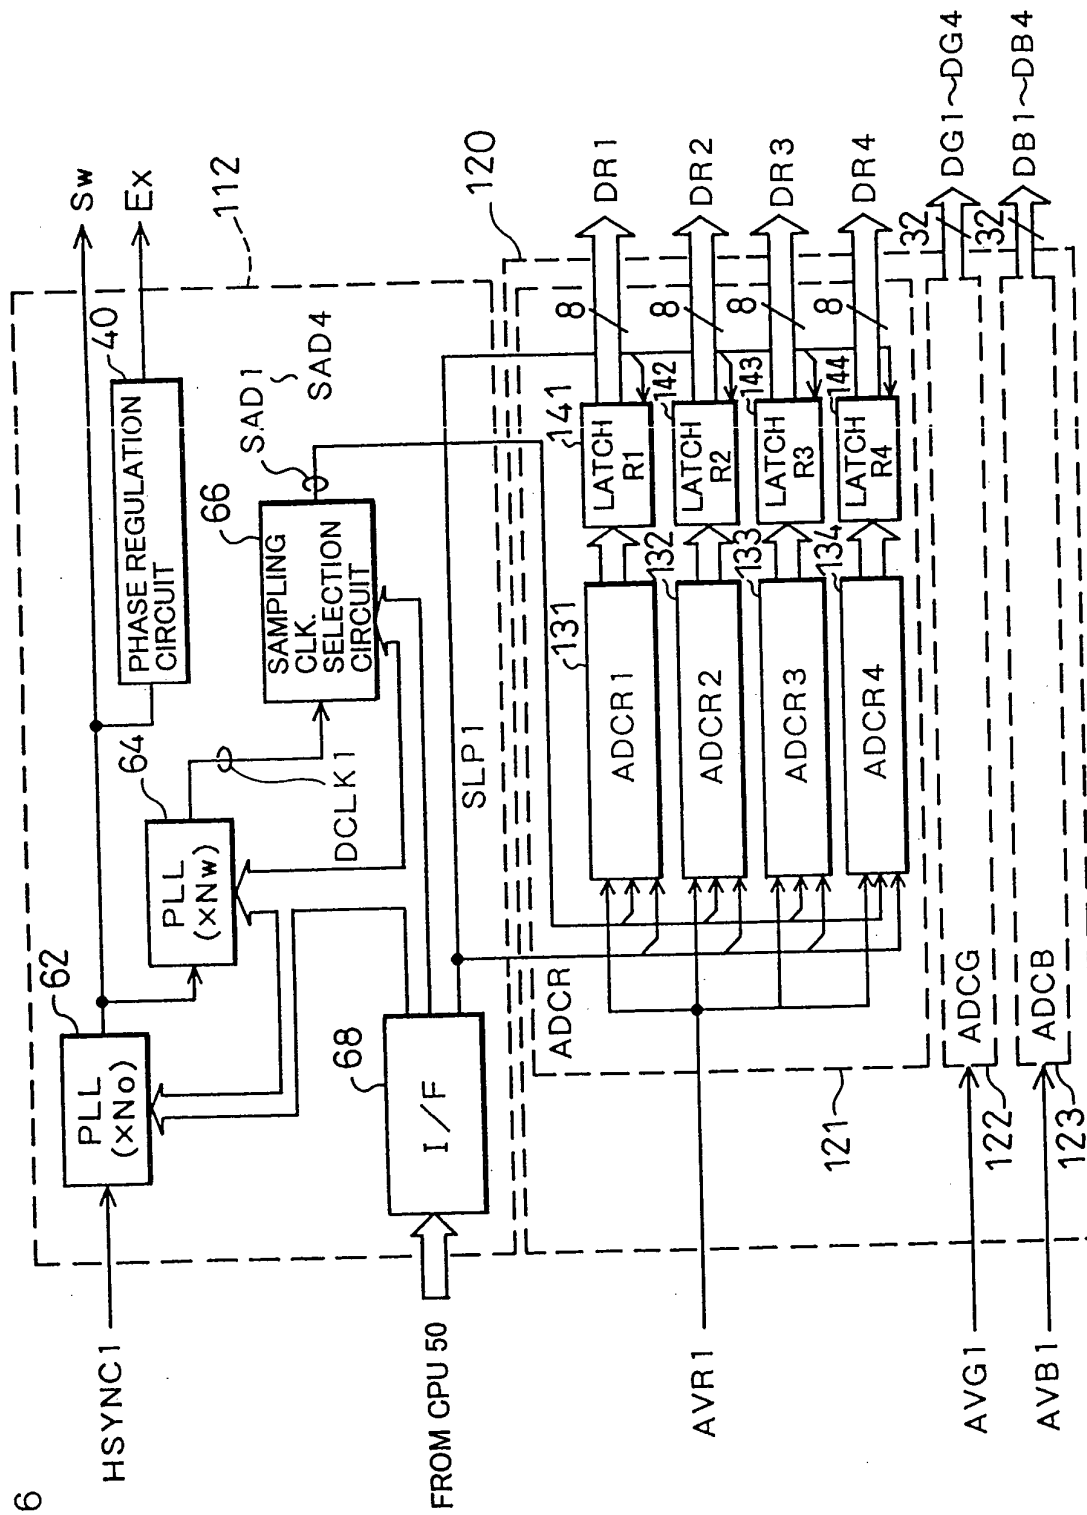 6
HSYNC1
FROM CPU 50
AVR1
AVG1
AVB1
62
PLL
(×No)
64
PLL
(×Nw)
DCLK1
68
I/F
SLP1
40
PHASE REGULATION
CIRCUIT
66
SAMPLING
CLK.
SELECTION
CIRCUIT
SAD1
SAD4
Sw
Ex
112
120
ADCR
121
131
ADCR1
132
ADCR2
133
ADCR3
134
ADCR4
141
LATCH
R1
142
LATCH
R2
143
LATCH
R3
144
LATCH
R4
8
8
8
8
DR1
DR2
DR3
DR4
ADCG
122
32
DG1~DG4
ADCB
123
32
DB1~DB4